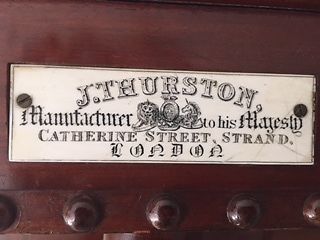 J. THURSTON,
Manufacturer to his Majesty
CATHERINE STREET, STRAND.
LONDON